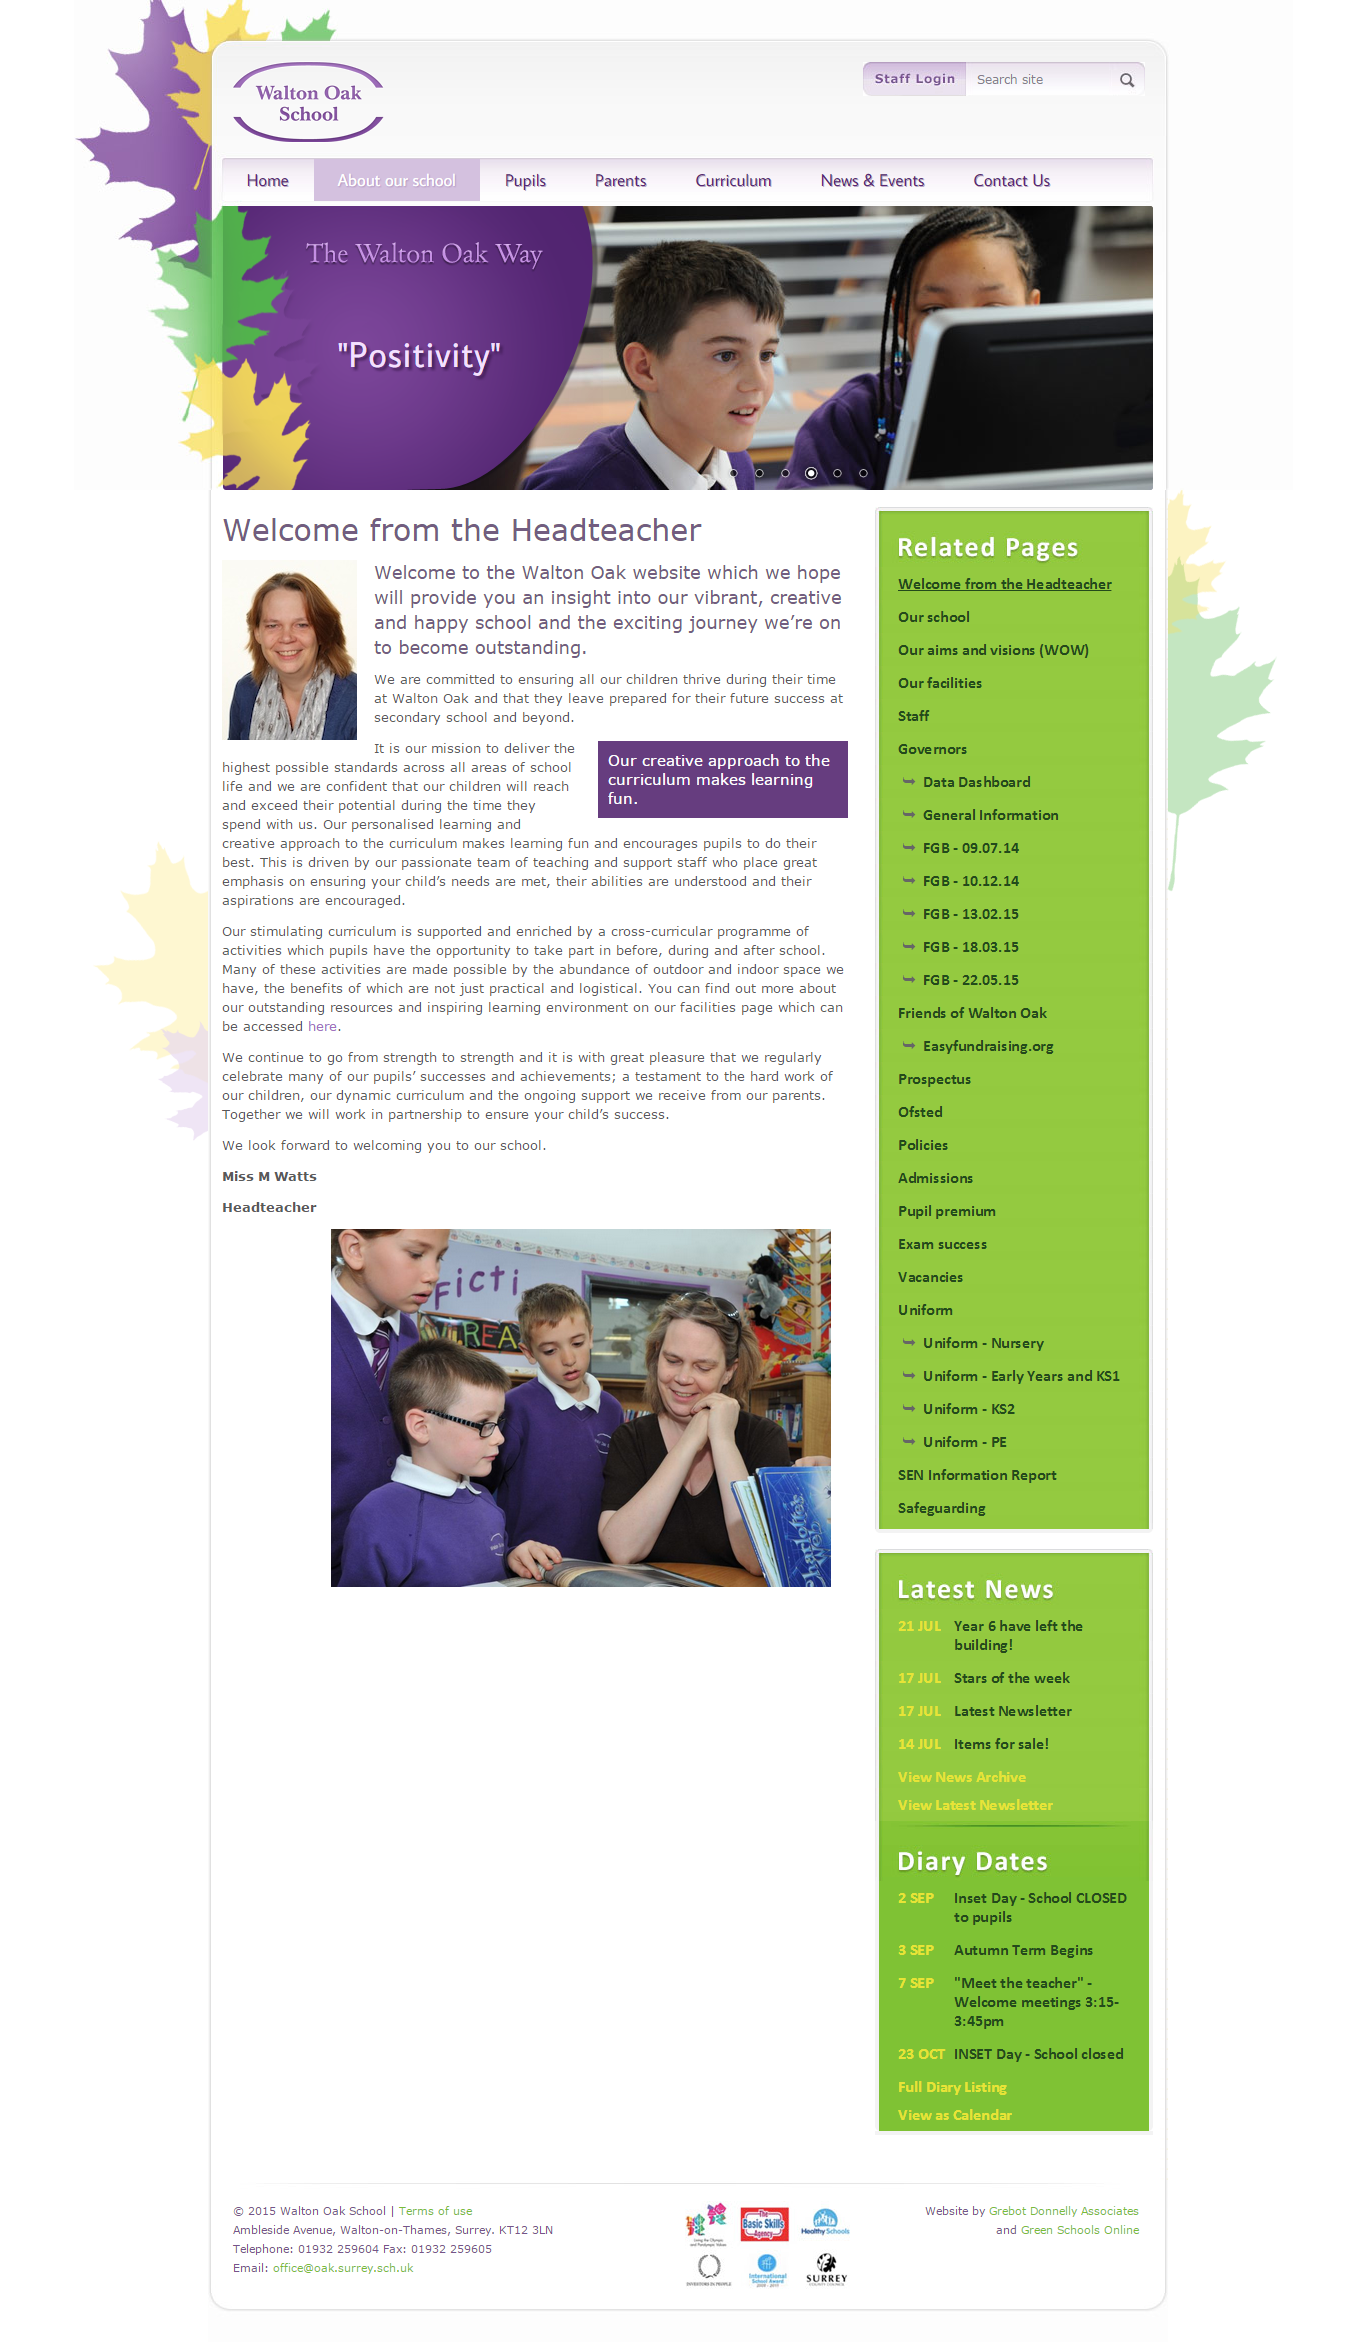 Walton Oak
School
Staff Login
Search site
Home
About our school
Pupils
Parents
Curriculum
News & Events
Contact Us
The Walton Oak Way
"Positivity"
Welcome from the Headteacher
Welcome to the Walton Oak website which we hope
will provide you an insight into our vibrant, creative
and happy school and the exciting journey we’re on
to become outstanding.
We are committed to ensuring all our children thrive during their time
at Walton Oak and that they leave prepared for their future success at
secondary school and beyond.
Our creative approach to the
curriculum makes learning
fun.
It is our mission to deliver the
highest possible standards across all areas of school
life and we are confident that our children will reach
and exceed their potential during the time they
spend with us. Our personalised learning and
creative approach to the curriculum makes learning fun and encourages pupils to do their
best. This is driven by our passionate team of teaching and support staff who place great
emphasis on ensuring your child’s needs are met, their abilities are understood and their
aspirations are encouraged.
Our stimulating curriculum is supported and enriched by a cross-curricular programme of
activities which pupils have the opportunity to take part in before, during and after school.
Many of these activities are made possible by the abundance of outdoor and indoor space we
have, the benefits of which are not just practical and logistical. You can find out more about
our outstanding resources and inspiring learning environment on our facilities page which can
be accessed here.
We continue to go from strength to strength and it is with great pleasure that we regularly
celebrate many of our pupils’ successes and achievements; a testament to the hard work of
our children, our dynamic curriculum and the ongoing support we receive from our parents.
Together we will work in partnership to ensure your child’s success.
We look forward to welcoming you to our school.
Miss M Watts
Headteacher
Ficti
REA
Related Pages
Welcome from the Headteacher
Our school
Our aims and visions (WOW)
Our facilities
Staff
Governors
Data Dashboard
General Information
FGB - 09.07.14
FGB - 10.12.14
FGB - 13.02.15
FGB - 18.03.15
FGB - 22.05.15
Friends of Walton Oak
Easyfundraising.org
Prospectus
Ofsted
Policies
Admissions
Pupil premium
Exam success
Vacancies
Uniform
Uniform - Nursery
Uniform - Early Years and KS1
Uniform - KS2
Uniform - PE
SEN Information Report
Safeguarding
Latest News
21 JUL Year 6 have left the
building!
17 JUL Stars of the week
17 JUL Latest Newsletter
14 JUL Items for sale!
View News Archive
View Latest Newsletter
Diary Dates
2 SEP Inset Day - School CLOSED
to pupils
3 SEP Autumn Term Begins
7 SEP "Meet the teacher" -
Welcome meetings 3:15-
3:45pm
23 OCT INSET Day - School closed
Full Diary Listing
View as Calendar
© 2015 Walton Oak School | Terms of use
Ambleside Avenue, Walton-on-Thames, Surrey. KT12 3LN
Telephone: 01932 259604 Fax: 01932 259605
Email: office@oak.surrey.sch.uk
The
Basic Skills
Agency
HealthySchools
INVESTORS IN PEOPLE
International
School Award
SURREY
Website by Grebot Donnelly Associates
and Green Schools Online